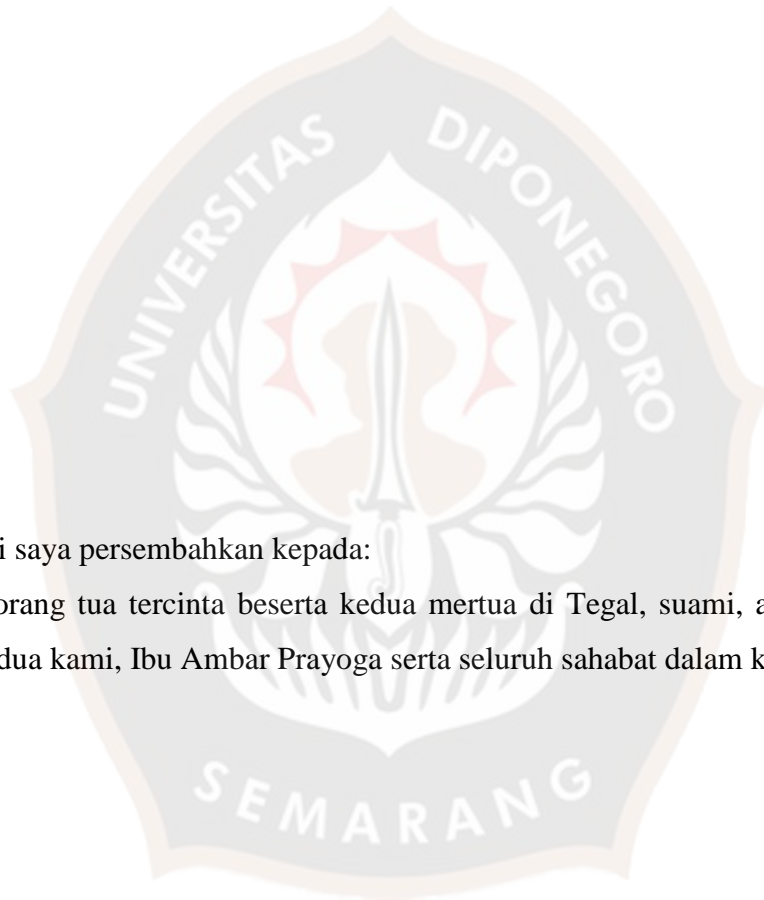 UNIVERSITAS DIPONEGORO
i saya persembahkan kepada:
orang tua tercinta beserta kedua mertua di Tegal, suami, a
dua kami, Ibu Ambar Prayoga serta seluruh sahabat dalam k
SEMARANG